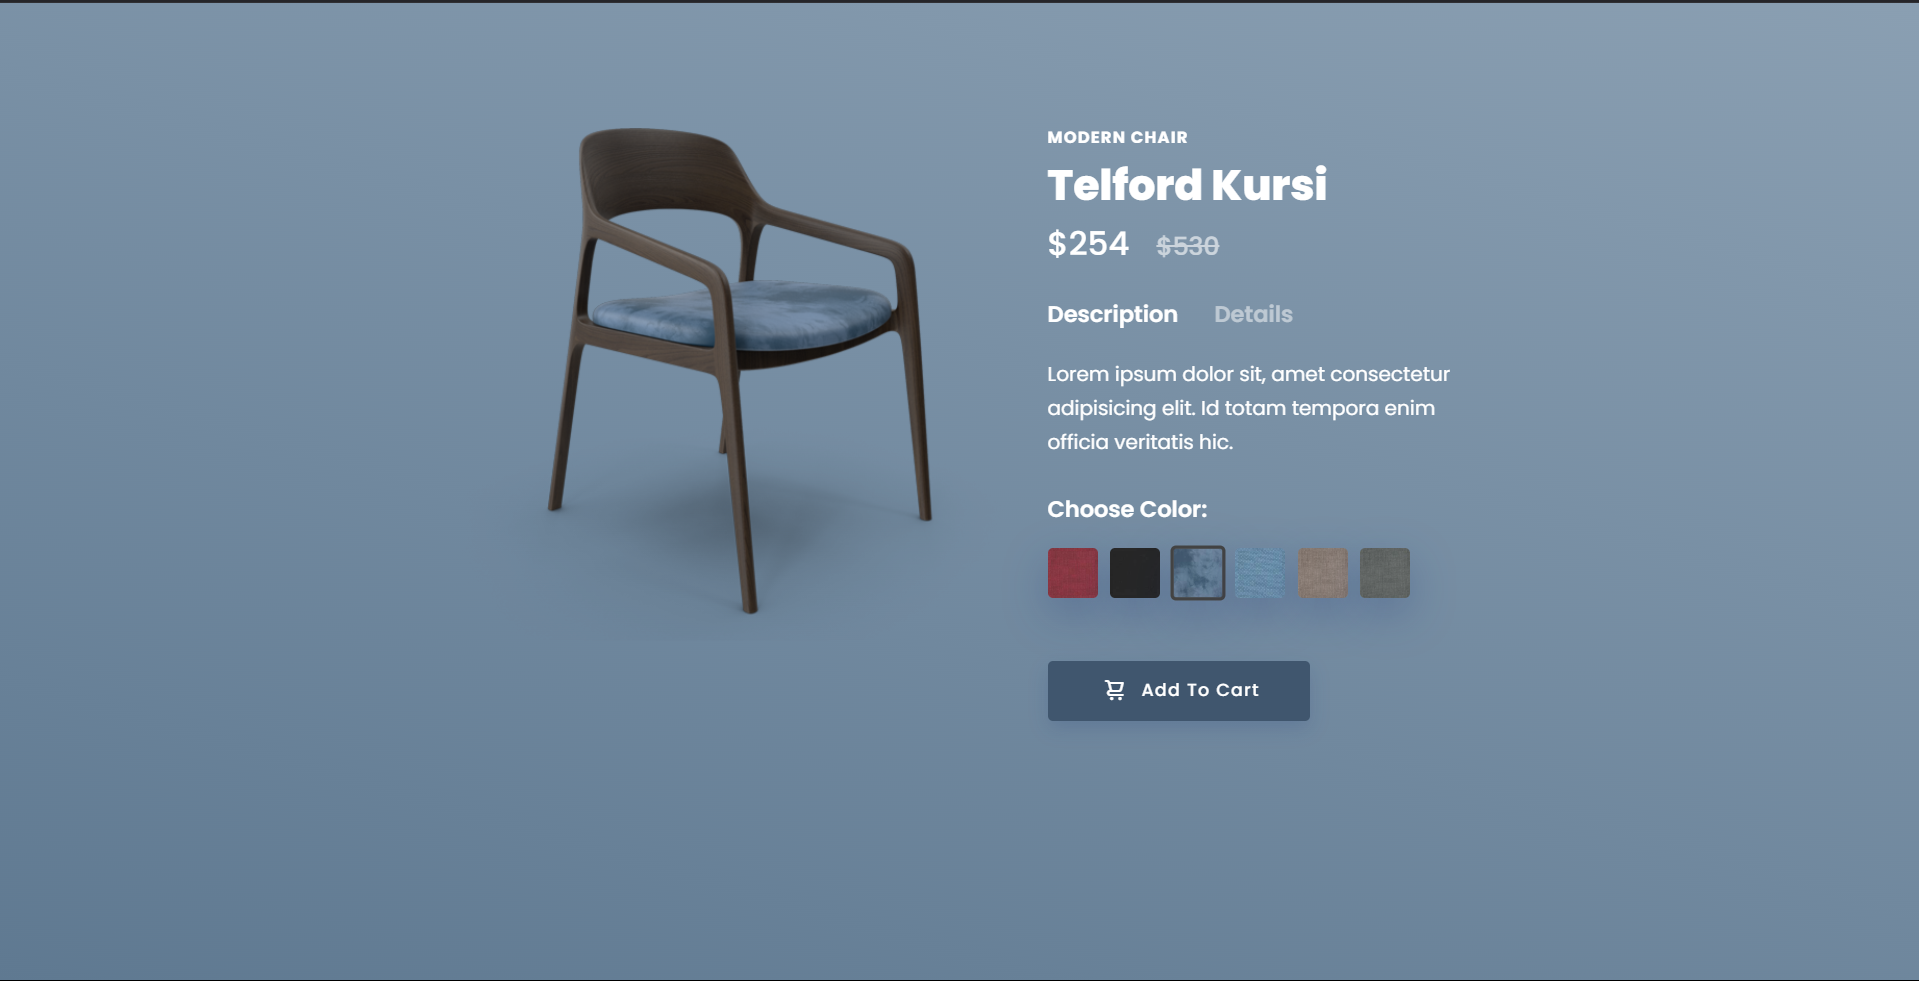 MODERN CHAIR
Telford Kursi
$254 $530
Description Details
Lorem ipsum dolor sit, amet consectetur
adipisicing elit. Id totam tempora enim
officia veritatis hic.
Choose Color:
Add To Cart